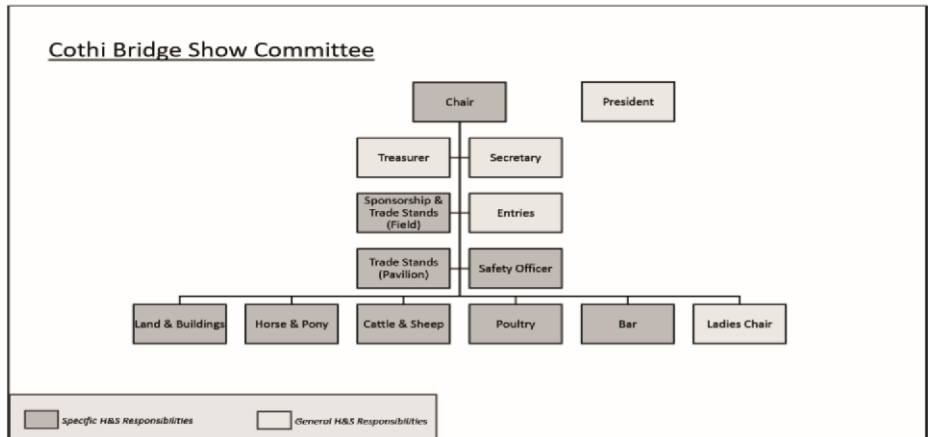 Cothi Bridge Show Committee
Chair
President
Treasurer
Secretary
Sponsorship &
Trade Stands
(Field)
Entries
Trade Stands
(Pavilion)
Safety Officer
Land & Buildings
Horse & Pony
Cattle & Sheep
Poultry
Bar
Ladies Chair
Specific H&S Responsibilities
General H&S Responsibilities